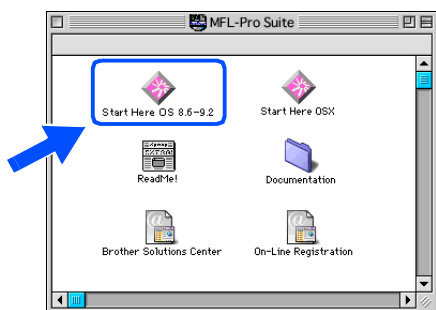 MFL-Pro Suite
Start Here OS 8.6-9.2
Start Here OSX
EXTRA
ReadMe!
Documentation
Brother Solutions Center
On-Line Registration